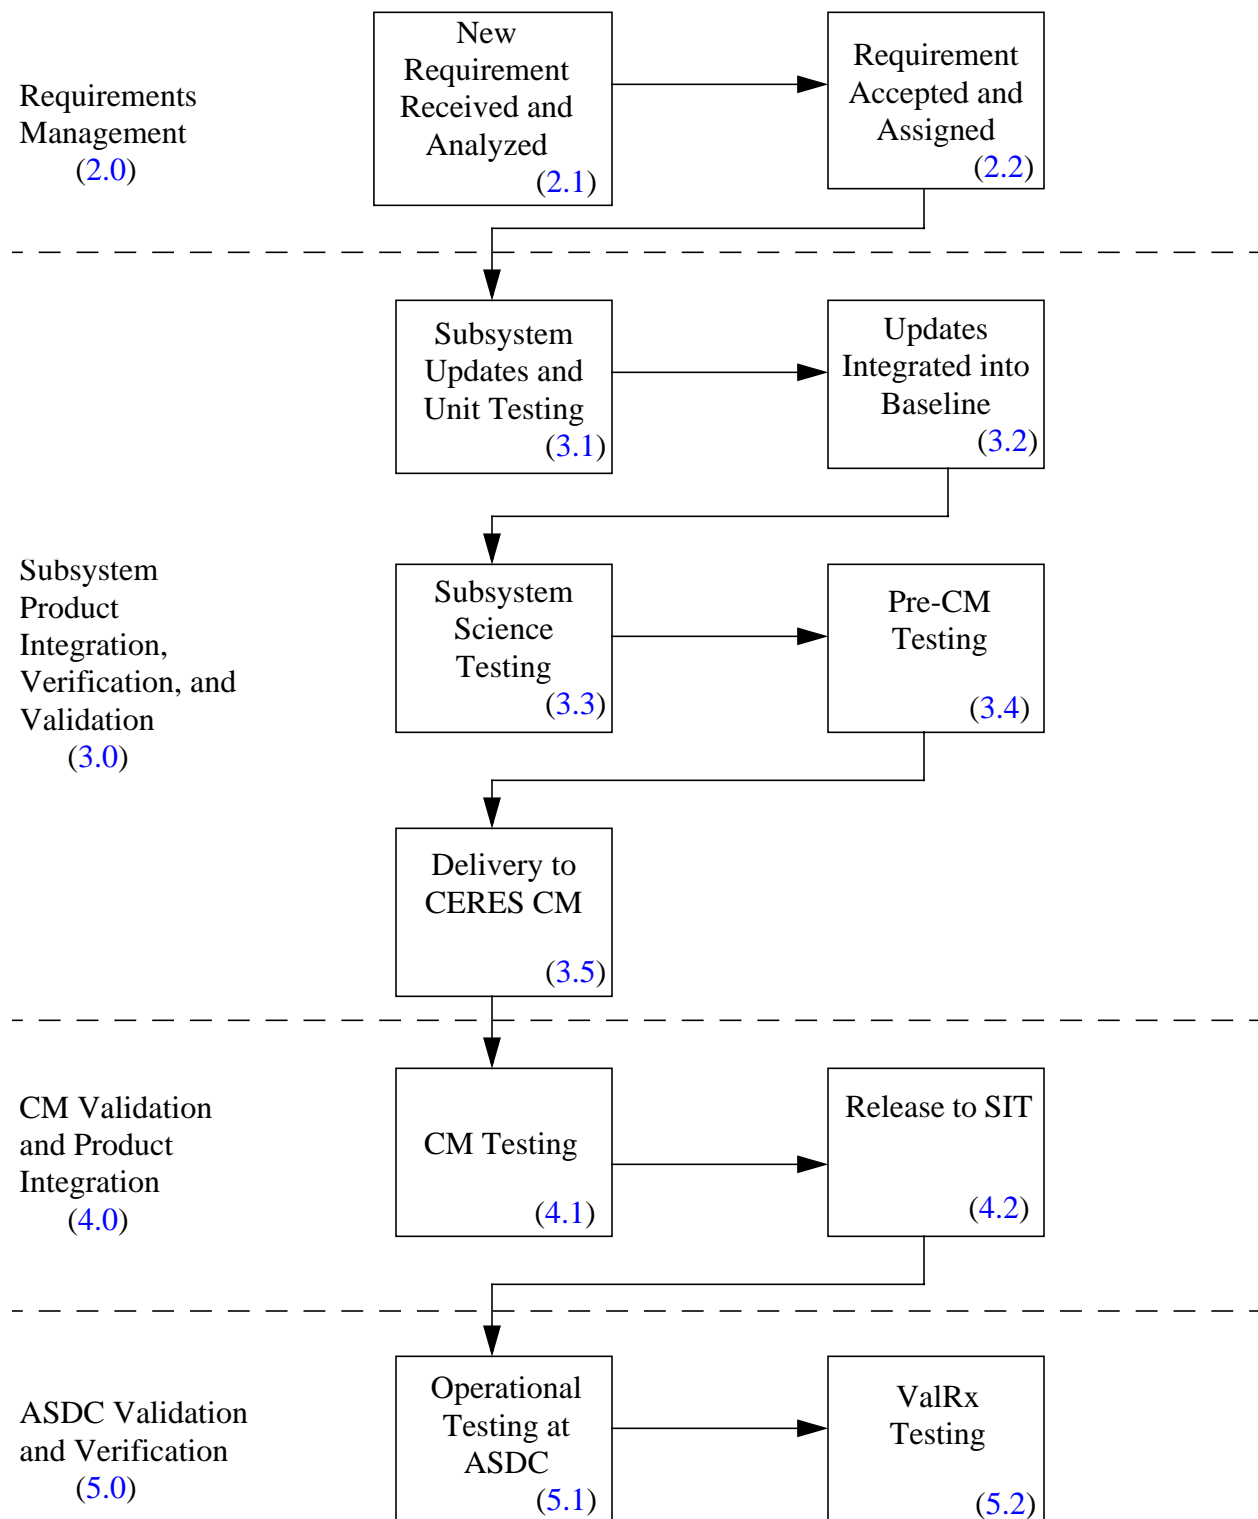 Requirements
Management
(2.0)
New
Requirement
Received and
Analyzed
(2.1)
Requirement
Accepted and
Assigned
(2.2)
Subsystem
Product
Integration,
Verification, and
Validation
(3.0)
Subsystem
Updates and
Unit Testing
(3.1)
Updates
Integrated into
Baseline
(3.2)
Subsystem
Science
Testing
(3.3)
Pre-CM
Testing
(3.4)
Delivery to
CERES CM
(3.5)
CM Validation
and Product
Integration
(4.0)
CM Testing
(4.1)
Release to SIT
(4.2)
ASDC Validation
and Verification
(5.0)
Operational
Testing at
ASDC
(5.1)
ValRx
Testing
(5.2)